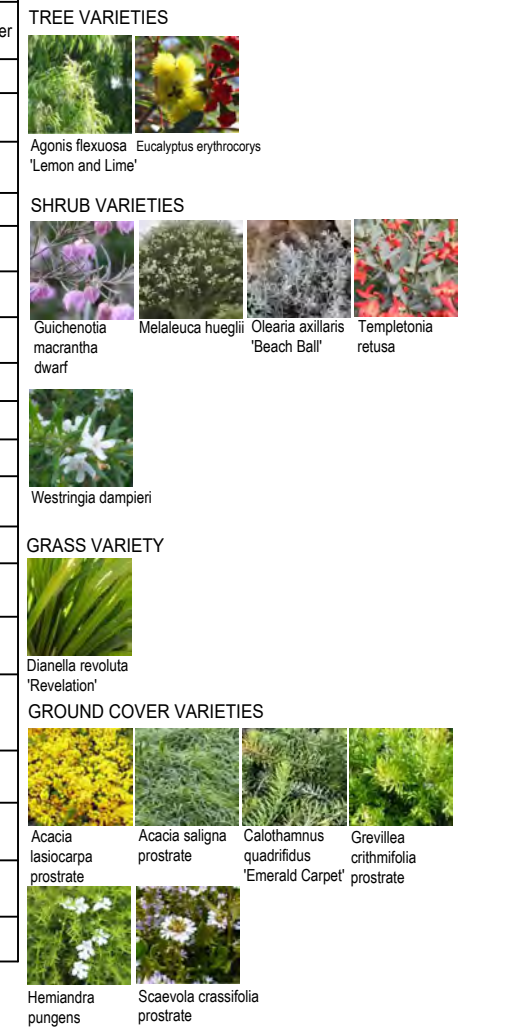 er
TREE VARIETIES
Agonis flexuosa
'Lemon and Lime'
Eucalyptus erythrocorys
SHRUB VARIETIES
Guichenotia
macrantha
dwarf
Melaleuca hueglii
Olearia axillaris
'Beach Ball'
Templetonia
retusa
Westringia dampieri
GRASS VARIETY
Dianella revoluta
'Revelation'
GROUND COVER VARIETIES
Acacia
lasiocarpa
prostrate
Acacia saligna
prostrate
Calothamnus
quadrifidus
'Emerald Carpet'
Grevillea
crithmifolia
prostrate
Hemiandra
pungens
Scaevola crassifolia
prostrate